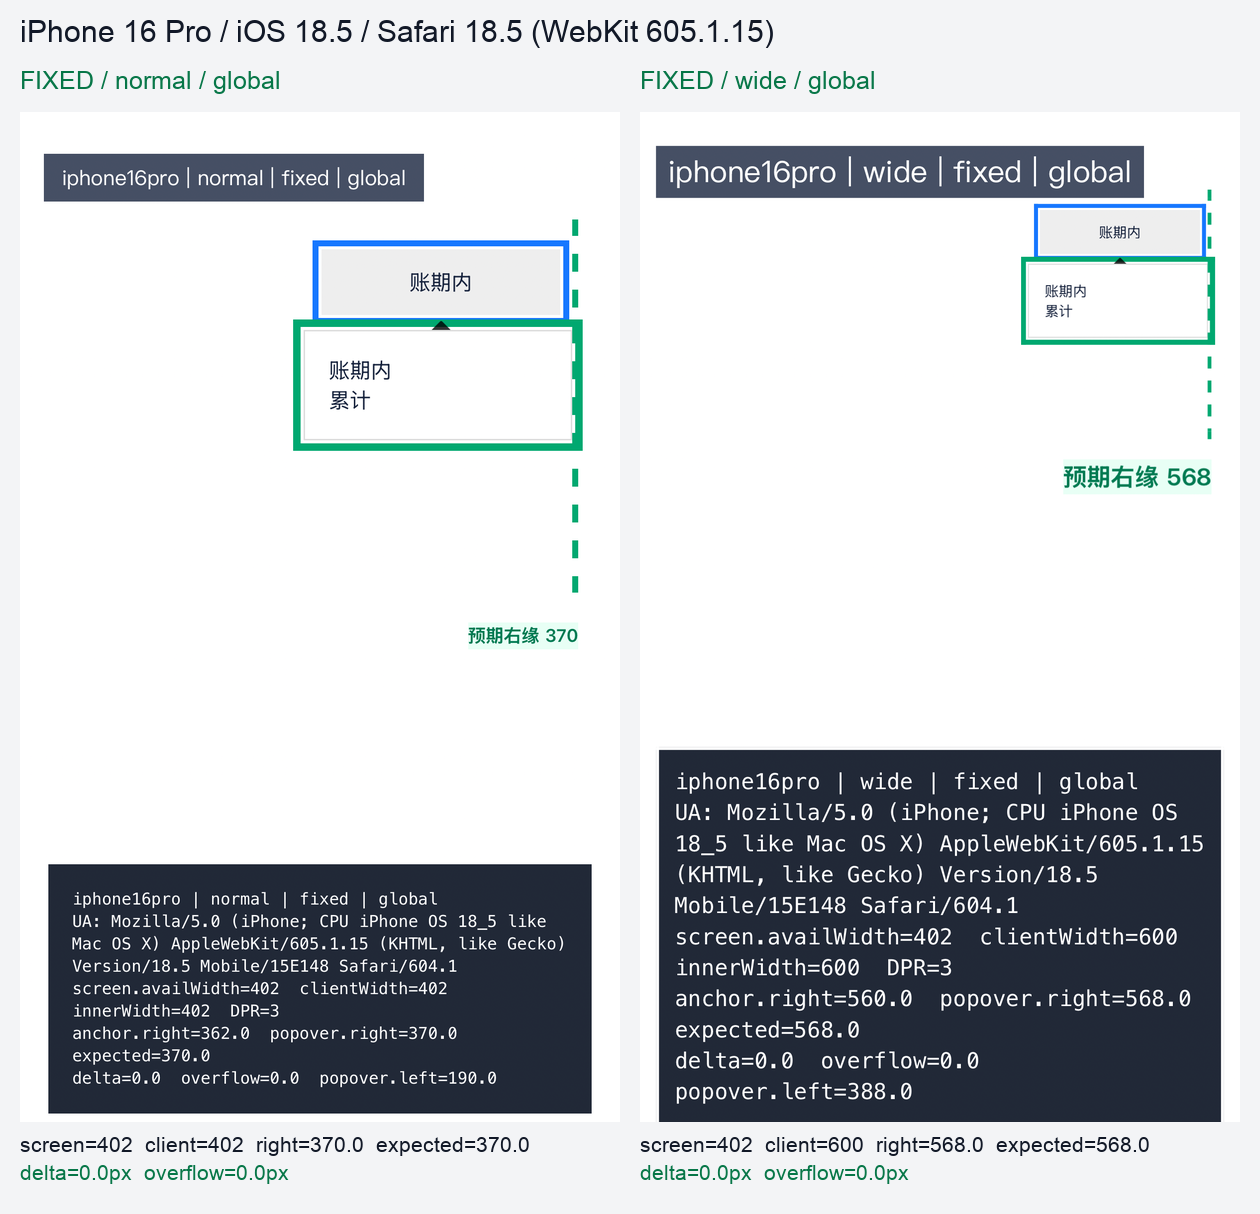 iPhone 16 Pro / iOS 18.5 / Safari 18.5 (WebKit 605.1.15)
FIXED / normal / global
iphone16pro | normal | fixed | global
账期内
账期内
累计
预期右缘 370
iphone16pro | normal | fixed | global
UA: Mozilla/5.0 (iPhone; CPU iPhone OS 18_5 like
Mac OS X) AppleWebKit/605.1.15 (KHTML, like Gecko)
Version/18.5 Mobile/15E148 Safari/604.1
screen.availWidth=402  clientWidth=402
innerWidth=402  DPR=3
anchor.right=362.0  popover.right=370.0
expected=370.0
delta=0.0  overflow=0.0  popover.left=190.0
screen=402  client=402  right=370.0  expected=370.0
delta=0.0px  overflow=0.0px
FIXED / wide / global
iphone16pro | wide | fixed | global
账期内
账期内
累计
预期右缘 568
iphone16pro | wide | fixed | global
UA: Mozilla/5.0 (iPhone; CPU iPhone OS
18_5 like Mac OS X) AppleWebKit/605.1.15
(KHTML, like Gecko) Version/18.5
Mobile/15E148 Safari/604.1
screen.availWidth=402  clientWidth=600
innerWidth=600  DPR=3
anchor.right=560.0  popover.right=568.0
expected=568.0
delta=0.0  overflow=0.0
popover.left=388.0
screen=402  client=600  right=568.0  expected=568.0
delta=0.0px  overflow=0.0px